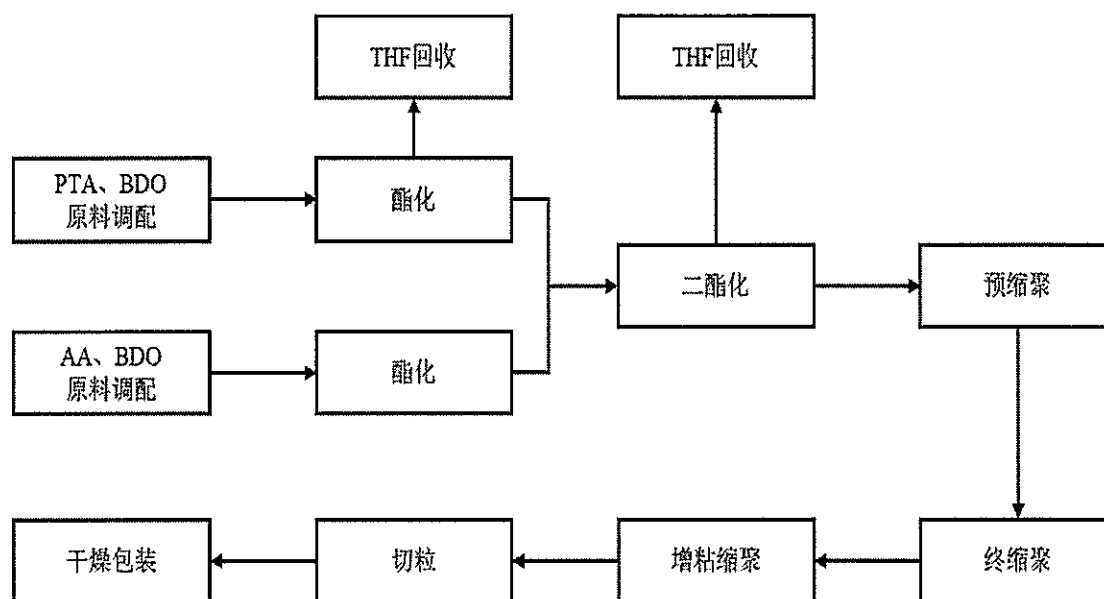 THF回收
THF回收
PTA、BDO
原料调配
酯化
二酯化
预缩聚
AA、BDO
原料调配
酯化
干燥包装
切粒
增粘缩聚
终缩聚